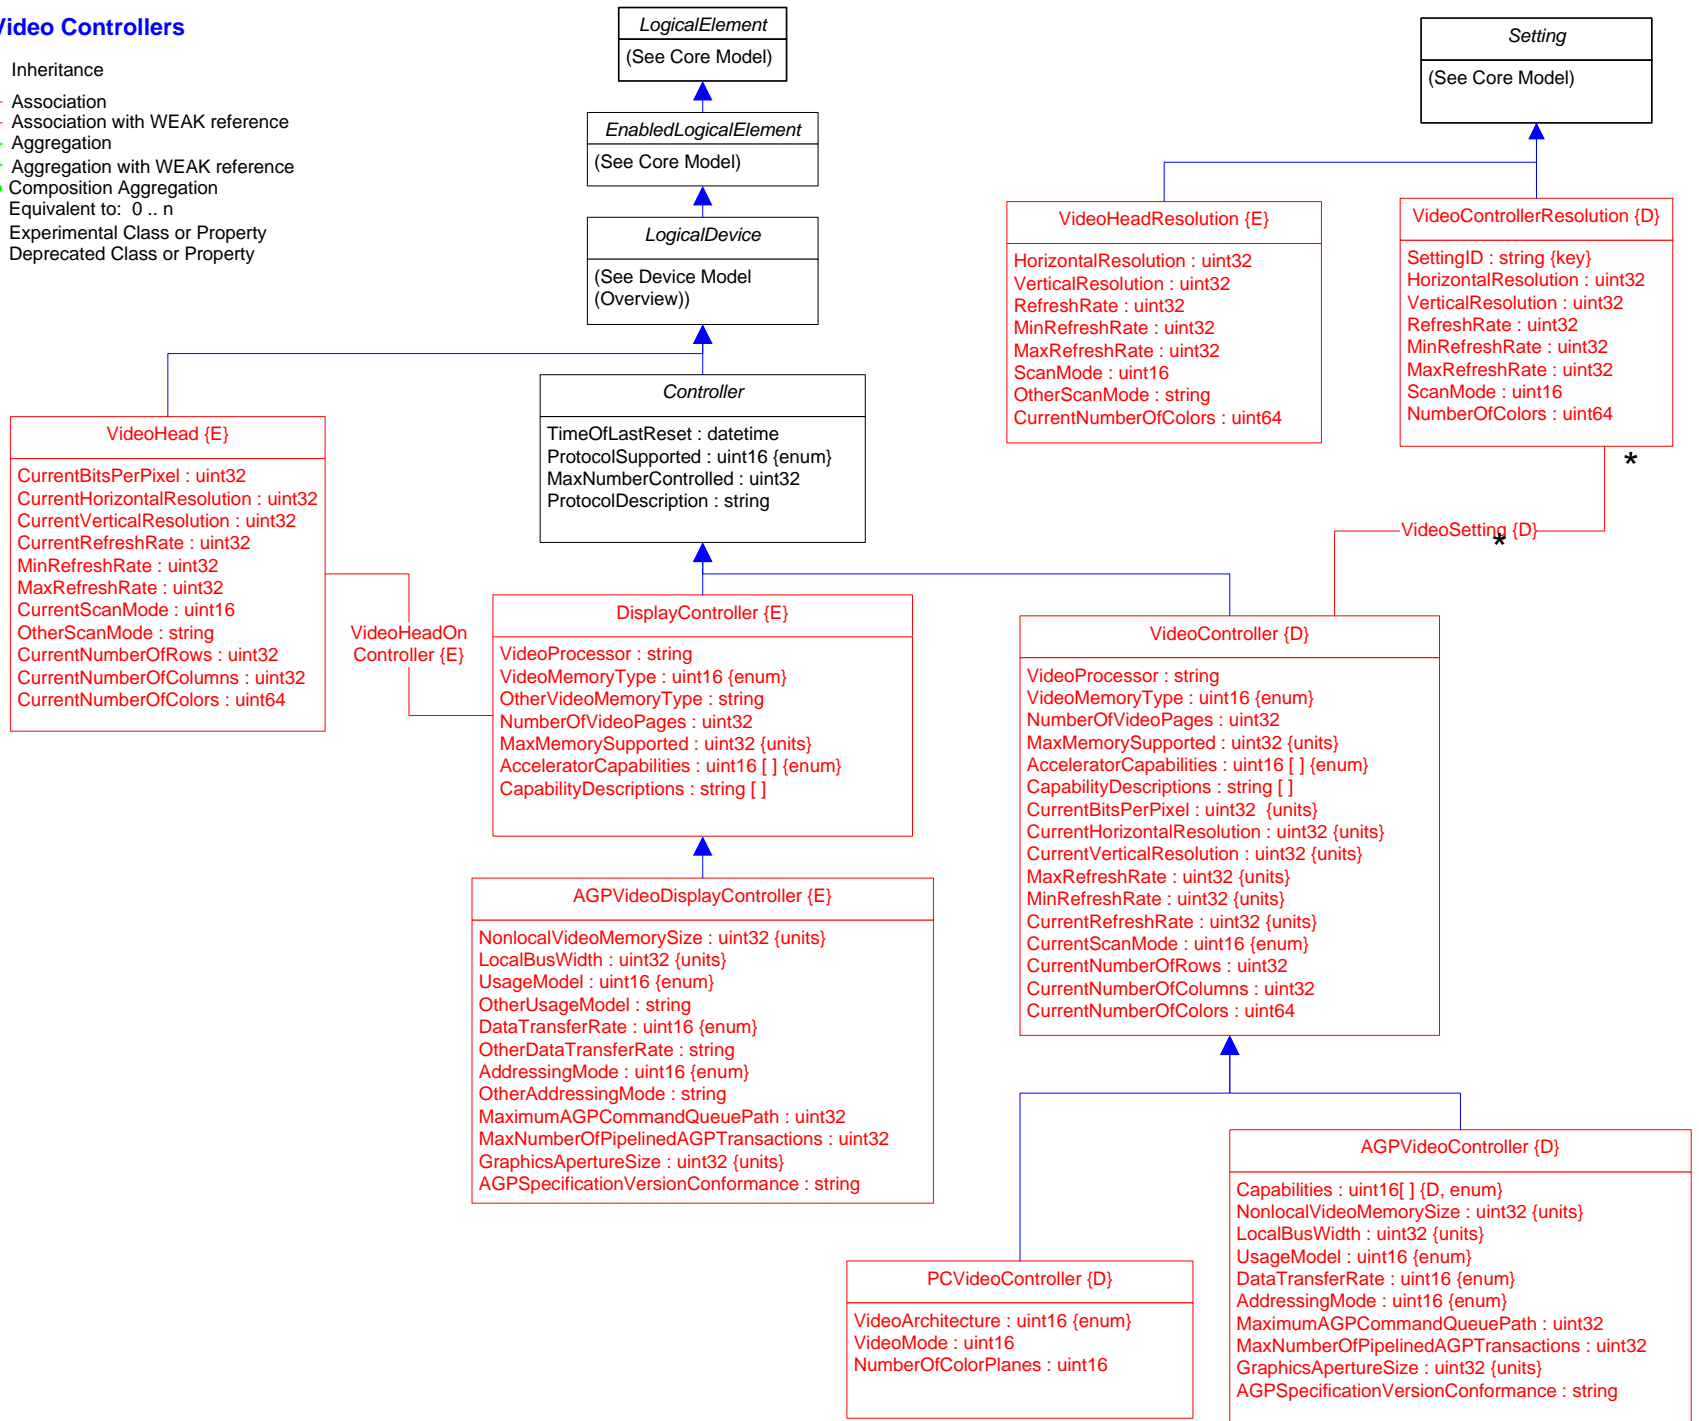 Video Controllers
Inheritance
Association
Association with WEAK reference
Aggregation
Aggregation with WEAK reference
Composition Aggregation
Equivalent to: 0 .. n
Experimental Class or Property
Deprecated Class or Property
LogicalElement
(See Core Model)
EnabledLogicalElement
(See Core Model)
LogicalDevice
(See Device Model
(Overview))
Setting
(See Core Model)
VideoHeadResolution {E}
HorizontalResolution : uint32
VerticalResolution : uint32
RefreshRate : uint32
MinRefreshRate : uint32
MaxRefreshRate : uint32
ScanMode : uint16
OtherScanMode : string
CurrentNumberOfColors : uint64
VideoControllerResolution {D}
SettingID : string {key}
HorizontalResolution : uint32
VerticalResolution : uint32
RefreshRate : uint32
MinRefreshRate : uint32
MaxRefreshRate : uint32
ScanMode : uint16
NumberOfColors : uint64
*
VideoSetting {D}
*
Controller
TimeOfLastReset : datetime
ProtocolSupported : uint16 {enum}
MaxNumberControlled : uint32
ProtocolDescription : string
VideoHead {E}
CurrentBitsPerPixel : uint32
CurrentHorizontalResolution : uint32
CurrentVerticalResolution : uint32
CurrentRefreshRate : uint32
MinRefreshRate : uint32
MaxRefreshRate : uint32
CurrentScanMode : uint16
OtherScanMode : string
CurrentNumberOfRows : uint32
CurrentNumberOfColumns : uint32
CurrentNumberOfColors : uint64
VideoHeadOn
Controller {E}
DisplayController {E}
VideoProcessor : string
VideoMemoryType : uint16 {enum}
OtherVideoMemoryType : string
NumberOfVideoPages : uint32
MaxMemorySupported : uint32 {units}
AcceleratorCapabilities : uint16 [ ] {enum}
CapabilityDescriptions : string [ ]
VideoController {D}
VideoProcessor : string
VideoMemoryType : uint16 {enum}
NumberOfVideoPages : uint32
MaxMemorySupported : uint32 {units}
AcceleratorCapabilities : uint16 [ ] {enum}
CapabilityDescriptions : string [ ]
CurrentBitsPerPixel : uint32 {units}
CurrentHorizontalResolution : uint32 {units}
CurrentVerticalResolution : uint32 {units}
MaxRefreshRate : uint32 {units}
MinRefreshRate : uint32 {units}
CurrentRefreshRate : uint32 {units}
CurrentScanMode : uint16 {enum}
CurrentNumberOfRows : uint32
CurrentNumberOfColumns : uint32
CurrentNumberOfColors : uint64
AGPVideoDisplayController {E}
NonlocalVideoMemorySize : uint32 {units}
LocalBusWidth : uint32 {units}
UsageModel : uint16 {enum}
OtherUsageModel : string
DataTransferRate : uint16 {enum}
OtherDataTransferRate : string
AddressingMode : uint16 {enum}
OtherAddressingMode : string
MaximumAGPCommandQueuePath : uint32
MaxNumberOfPipelinedAGPTransactions : uint32
GraphicsApertureSize : uint32 {units}
AGPSpecificationVersionConformance : string
PCVideoController {D}
VideoArchitecture : uint16 {enum}
VideoMode : uint16
NumberOfColorPlanes : uint16
AGPVideoController {D}
Capabilities : uint16[ ] {D, enum}
NonlocalVideoMemorySize : uint32 {units}
LocalBusWidth : uint32 {units}
UsageModel : uint16 {enum}
DataTransferRate : uint16 {enum}
AddressingMode : uint16 {enum}
MaximumAGPCommandQueuePath : uint32
MaxNumberOfPipelinedAGPTransactions : uint32
GraphicsApertureSize : uint32 {units}
AGPSpecificationVersionConformance : string